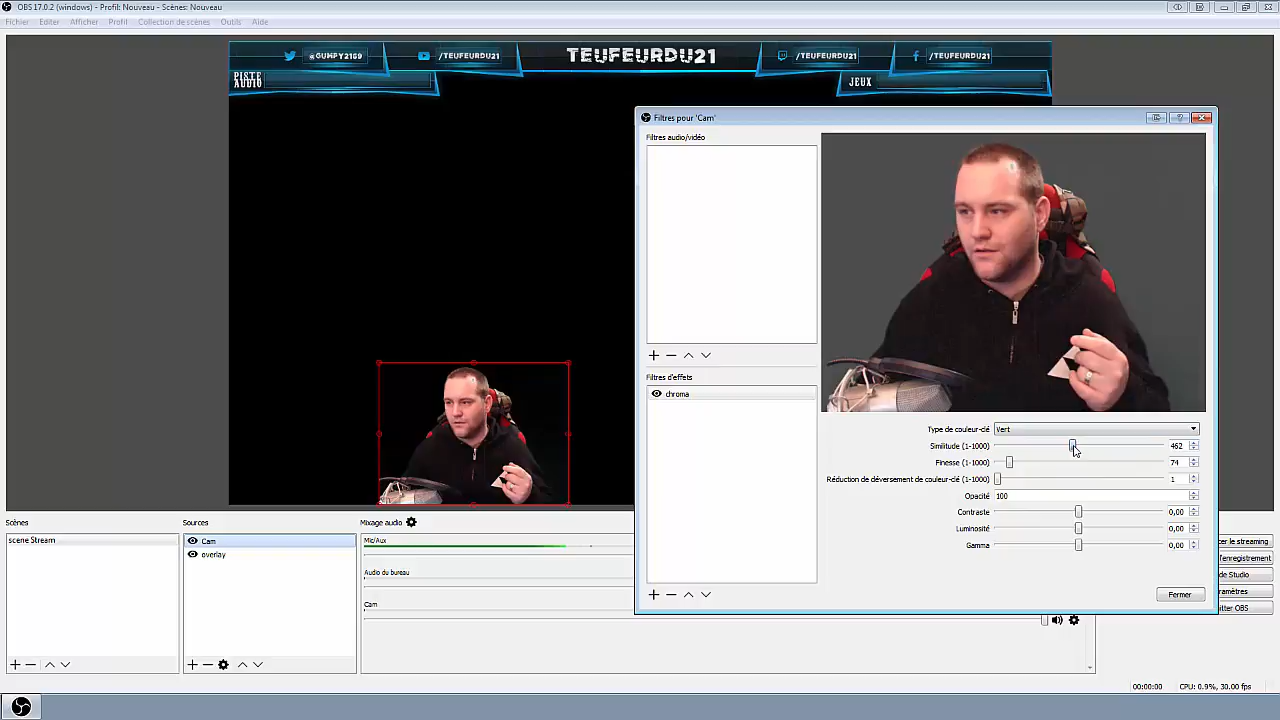 OBS 17.0.2 (windows) - Profil: Nouveau - Scènes: Nouveau
Fichier Editer Afficher Profil Collection de scènes Outils Aide
@GUMPY2159 /TEUFEURDU21 TEUFEURDU21 /TEUFEURDU21 /TEUFEURDU21
PISTE AUDIO
JEUX
Filtres pour 'Cam'
Filtres audio/vidéo
Filtres d'effets
chroma
Type de couleur-clé Vert
Similitude (1-1000) 462
Finesse (1-1000) 74
Réduction de déversement de couleur-clé (1-1000) 1
Opacité 100
Contraste 0,00
Luminosité 0,00
Gamma 0,00
Fermer
Scènes
scene Stream
Sources
Cam
overlay
Mixage audio
Mic/Aux
Audio du bureau
Cam
cer le streaming
'enregistrement
de Studio
ramètres
itter OBS
00:00:00 CPU: 0.9%, 30.00 fps